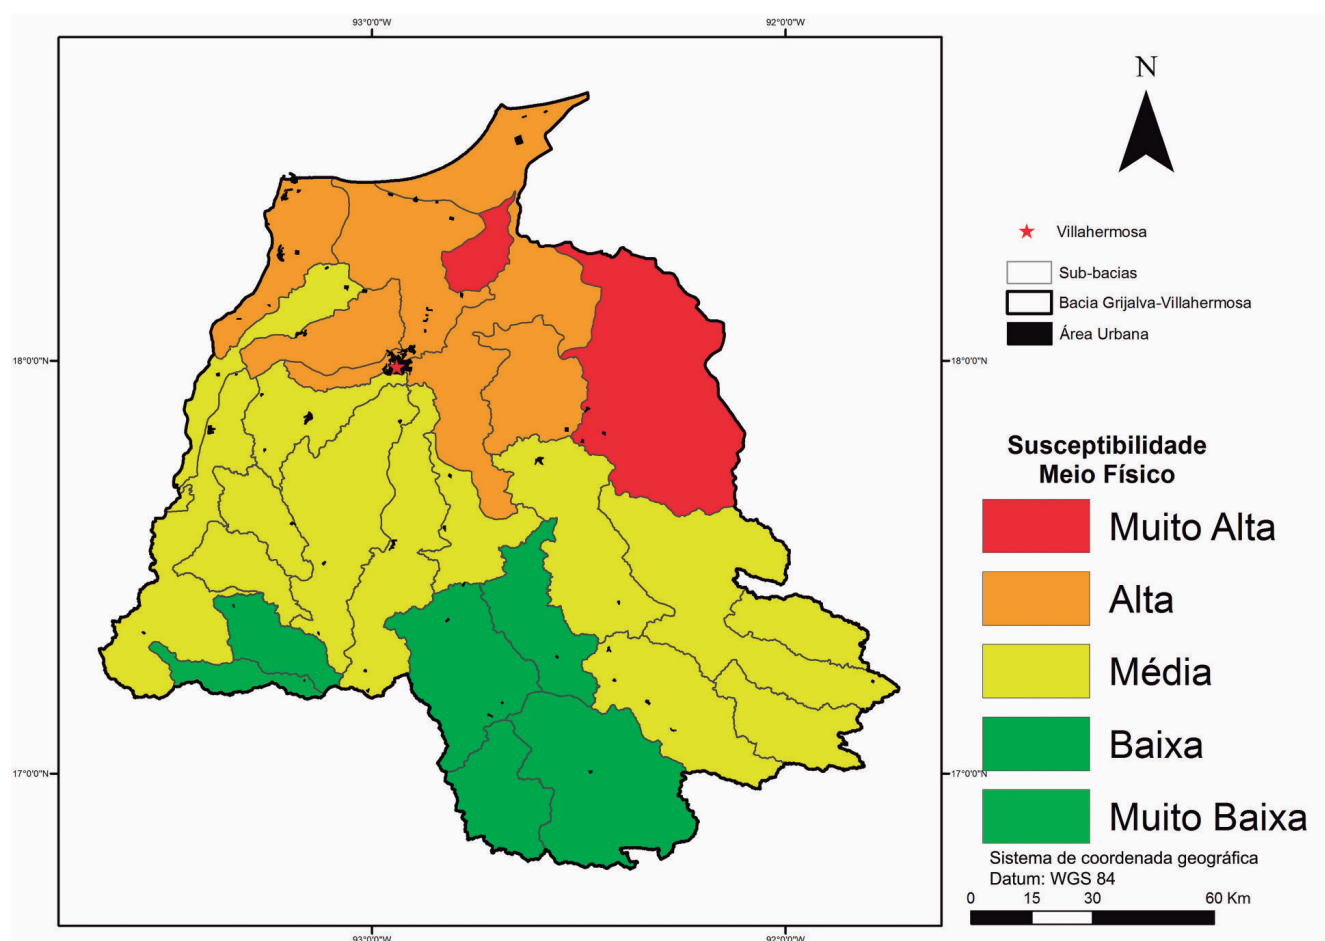 93°0'0"W
92°0'0"W
N
Villahermosa
Sub-bacias
Bacia Grijalva-Villahermosa
Área Urbana
18°0'0"N
18°0'0"N
Susceptibilidade
Meio Físico
Muito Alta
Alta
Média
Baixa
Muito Baixa
17°0'0"N
17°0'0"N
Sistema de coordenada geográfica
Datum: WGS 84
0 15 30 60 Km
93°0'0"W
92°0'0"W